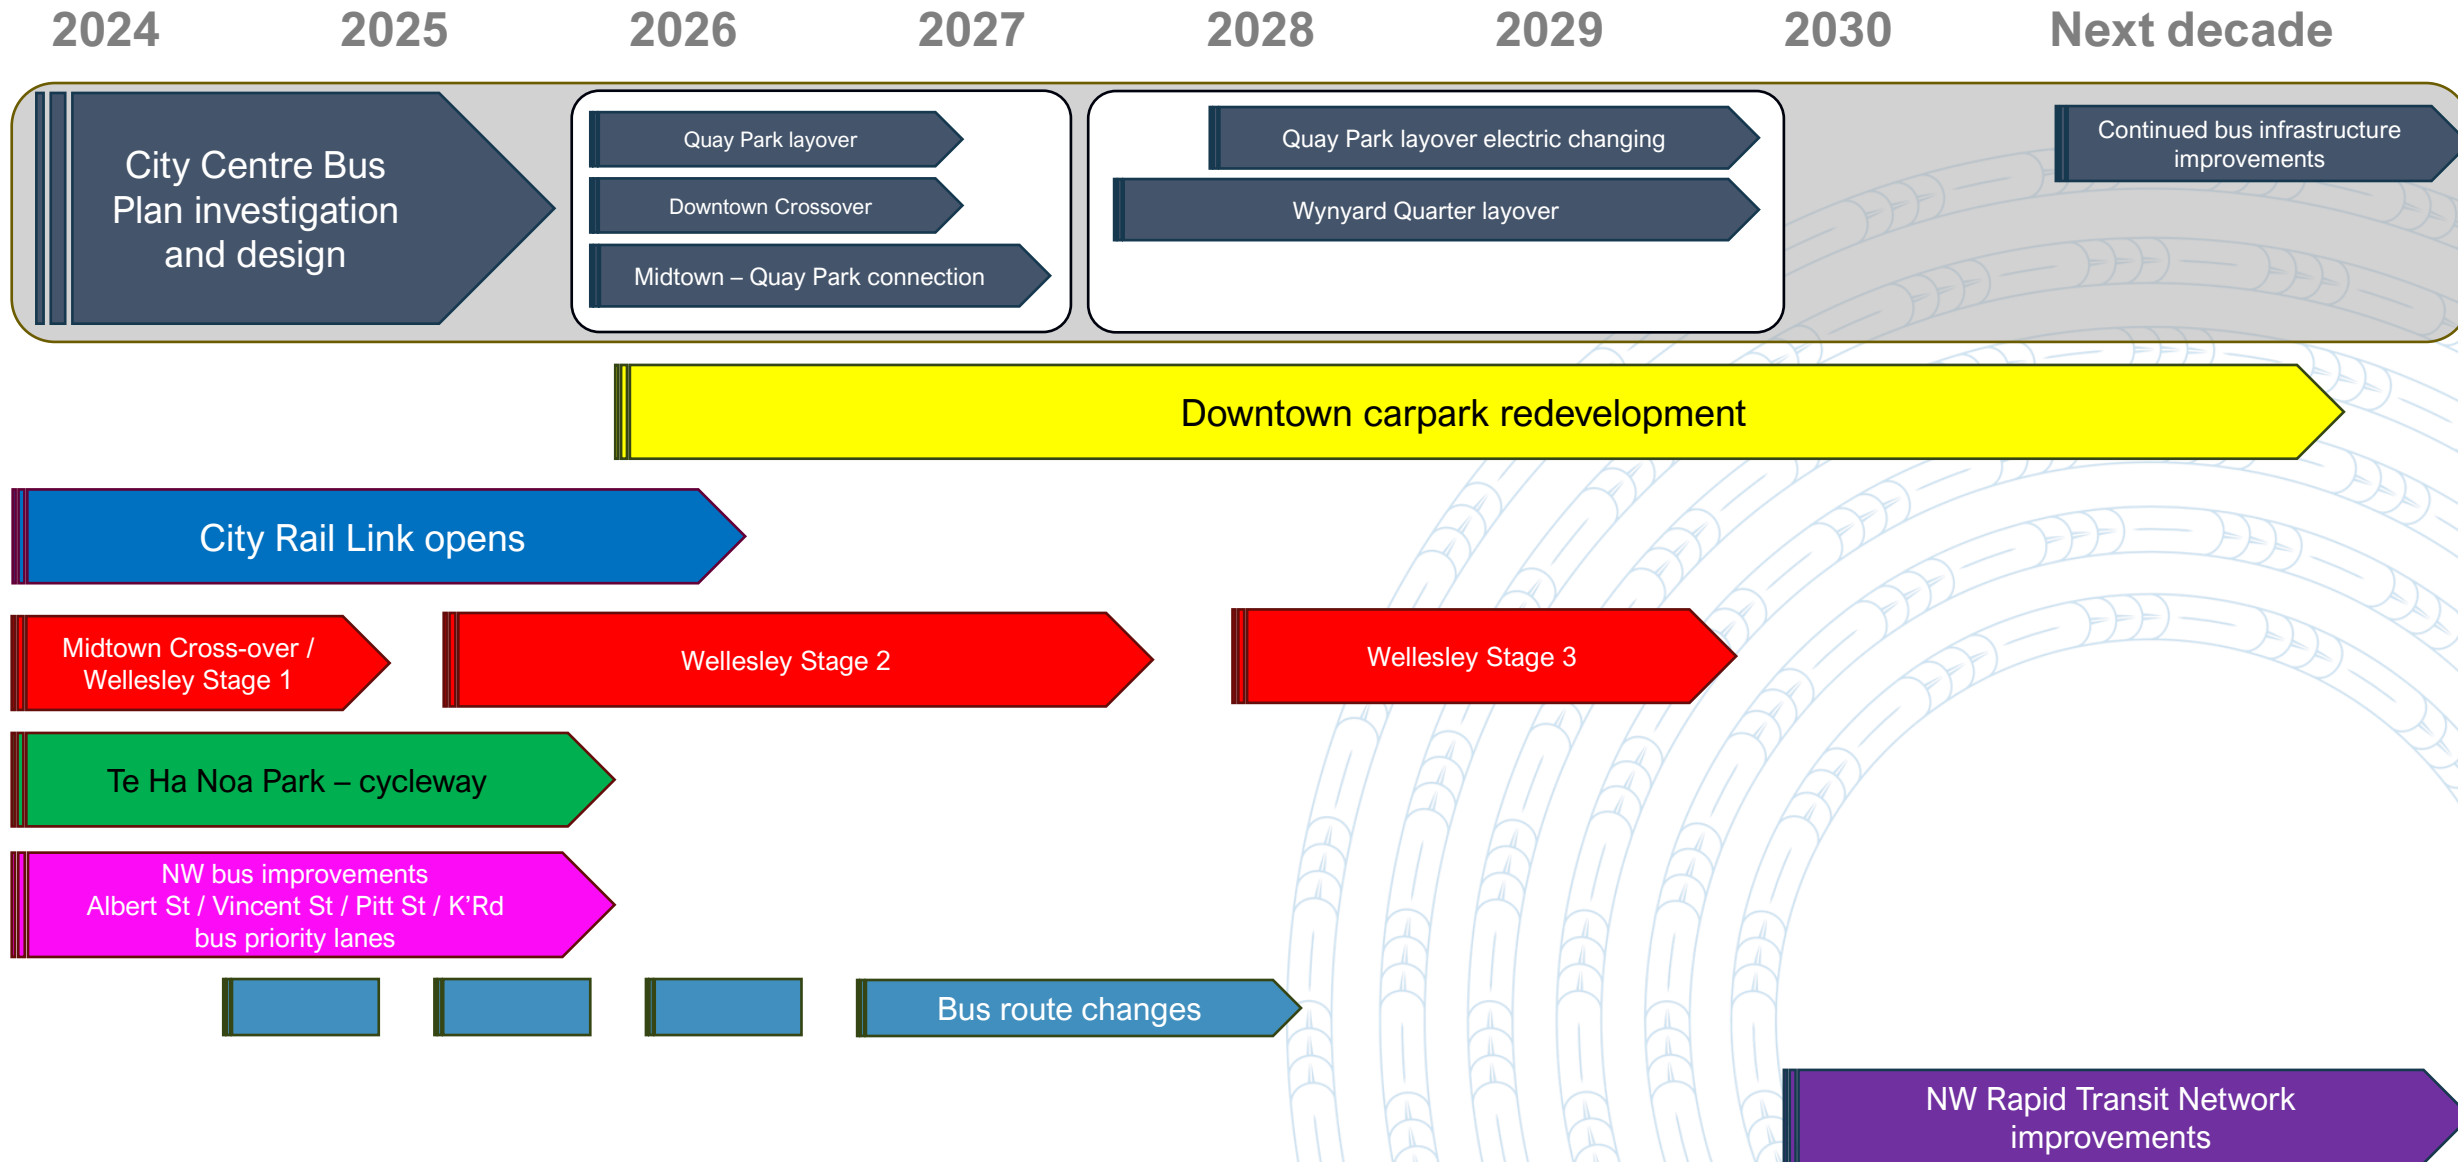 2024 2025 2026 2027 2028 2029 2030 Next decade
City Centre Bus
Plan investigation
and design
Quay Park layover
Downtown Crossover
Midtown – Quay Park connection
Quay Park layover electric changing
Wynyard Quarter layover
Continued bus infrastructure
improvements
Downtown carpark redevelopment
City Rail Link opens
Midtown Cross-over /
Wellesley Stage 1
Wellesley Stage 2
Wellesley Stage 3
Te Ha Noa Park – cycleway
NW bus improvements
Albert St / Vincent St / Pitt St / K’Rd
bus priority lanes
Bus route changes
NW Rapid Transit Network
improvements